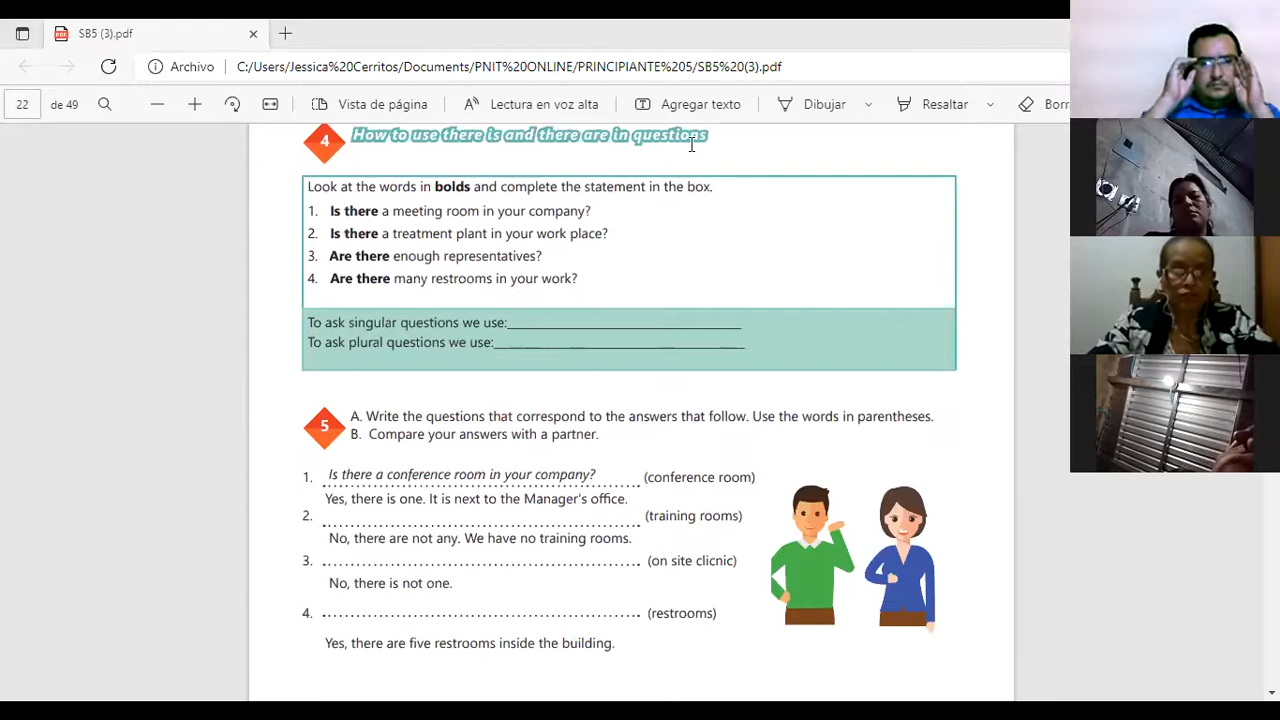 SB5 (3).pdf
Archivo
C:/Users/Jessica%20Cerritos/Documents/PNIT%20ONLINE/PRINCIPIANTE%205/SB5%20(3).pdf
22 de 49
Vista de página
Lectura en voz alta
Agregar texto
Dibujar
Resaltar
Borr
4 How to use there is and there are in questions
Look at the words in bolds and complete the statement in the box.
1. Is there a meeting room in your company?
2. Is there a treatment plant in your work place?
3. Are there enough representatives?
4. Are there many restrooms in your work?
To ask singular questions we use:
To ask plural questions we use:
5 A. Write the questions that correspond to the answers that follow. Use the words in parentheses.
B. Compare your answers with a partner.
1. Is there a conference room in your company? (conference room)
Yes, there is one. It is next to the Manager's office.
2. (training rooms)
No, there are not any. We have no training rooms.
3. (on site clicnic)
No, there is not one.
4. (restrooms)
Yes, there are five restrooms inside the building.